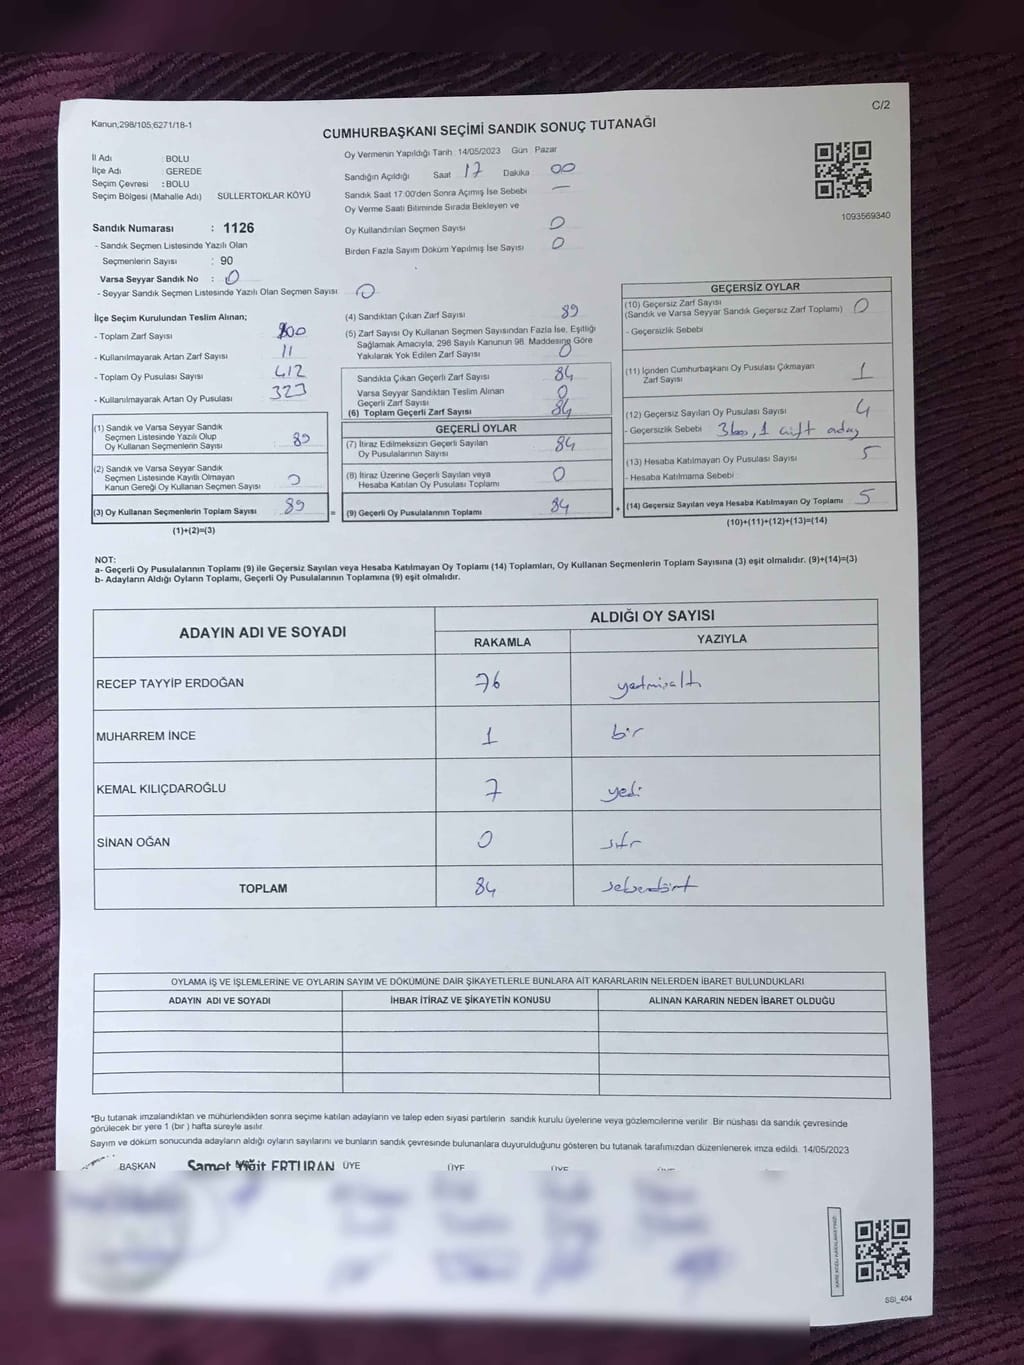 C/2
Kanun;298/105;6271/18-1
CUMHURBAŞKANI SEÇİMİ SANDIK SONUÇ TUTANAĞI
İl Adı : BOLU
İlçe Adı : GEREDE
Seçim Çevresi : BOLU
Seçim Bölgesi (Mahalle Adı) SÜLLERTOKLAR KÖYÜ
Oy Vermenin Yapıldığı Tarih 14/05/2023 Gün Pazar
Sandığın Açıldığı Saat 17 Dakika 00
Sandık Saat 17:00'den Sonra Açımış İse Sebebi —
Oy Verme Saati Bitiminde Sırada Bekleyen ve
Oy Kullandırılan Seçmen Sayısı 0
Birden Fazla Sayım Döküm Yapılmış İse Sayısı 0
1093569340
Sandık Numarası : 1126
- Sandık Seçmen Listesinde Yazılı Olan
Seçmenlerin Sayısı : 90
Varsa Seyyar Sandık No : 0
- Seyyar Sandık Seçmen Listesinde Yazılı Olan Seçmen Sayısı 0
İlçe Seçim Kurulundan Teslim Alınan;
- Toplam Zarf Sayısı
- Kullanılmayarak Artan Zarf Sayısı 11
- Toplam Oy Pusulası Sayısı 412
- Kullanılmayarak Artan Oy Pusulası 323
(1) Sandık ve Varsa Seyyar Sandık
Seçmen Listesinde Yazılı Olup
Oy Kullanan Seçmenlerin Sayısı : 89
(2) Sandık ve Varsa Seyyar Sandık
Seçmen Listesinde Kayıtlı Olmayan
Kanun Gereği Oy Kullanan Seçmen Sayısı : 0
(3) Oy Kullanan Seçmenlerin Toplam Sayısı 89
(1)+(2)=(3)
=
(4) Sandıktan Çıkan Zarf Sayısı 89
(5) Zarf Sayısı Oy Kullanan Seçmen Sayısından Fazla İse, Eşitliği
Sağlamak Amacıyla, 298 Sayılı Kanunun 98. Maddesine Göre
Yakılarak Yok Edilen Zarf Sayısı 0
Sandıkta Çıkan Geçerli Zarf Sayısı 84
Varsa Seyyar Sandıktan Teslim Alınan
Geçerli Zarf Sayısı 0
(6) Toplam Geçerli Zarf Sayısı 84
GEÇERLİ OYLAR
(7) İtiraz Edilmeksizin Geçerli Sayılan
Oy Pusulalarının Sayısı 84
(8) İtiraz Üzerine Geçerli Sayılan veya
Hesaba Katılan Oy Pusulası Toplamı 0
(9) Geçerli Oy Pusulalarının Toplamı 84
+
GEÇERSİZ OYLAR
(10) Geçersiz Zarf Sayısı
(Sandık ve Varsa Seyyar Sandık Geçersiz Zarf Toplamı) 0
- Geçersizlik Sebebi
(11) İçinden Cumhurbaşkanı Oy Pusulası Çıkmayan
Zarf Sayısı 1
(12) Geçersiz Sayılan Oy Pusulası Sayısı 4
- Geçersizlik Sebebi 3 boş, 1 çift aday
(13) Hesaba Katılmayan Oy Pusulası Sayısı 5
- Hesaba Katılmama Sebebi
(14) Geçersiz Sayılan veya Hesaba Katılmayan Oy Toplamı 5
(10)+(11)+(12)+(13)=(14)
NOT:
a- Geçerli Oy Pusulalarının Toplamı (9) ile Geçersiz Sayılan veya Hesaba Katılmayan Oy Toplamı (14) Toplamları, Oy Kullanan Seçmenlerin Toplam Sayısına (3) eşit olmalıdır. (9)+(14)=(3)
b- Adayların Aldığı Oyların Toplamı, Geçerli Oy Pusulalarının Toplamına (9) eşit olmalıdır.
ADAYIN ADI VE SOYADI
ALDIĞI OY SAYISI
RAKAMLA YAZIYLA
RECEP TAYYİP ERDOĞAN 76 yetmişaltı
MUHARREM İNCE 1 bir
KEMAL KILIÇDAROĞLU 7 yedi
SİNAN OĞAN 0 sıfır
TOPLAM 84 seksendört
OYLAMA İŞ VE İŞLEMLERİNE VE OYLARIN SAYIM VE DÖKÜMÜNE DAİR ŞİKAYETLERLE BUNLARA AİT KARARLARIN NELERDEN İBARET BULUNDUKLARI
ADAYIN ADI VE SOYADI İHBAR İTİRAZ VE ŞİKAYETİN KONUSU ALINAN KARARIN NEDEN İBARET OLDUĞU
*Bu tutanak imzalandıktan ve mühürlendikten sonra seçime katılan adayların ve talep eden siyasi partilerin sandık kurulu üyelerine veya gözlemcilerine verilir. Bir nüshası da sandık çevresinde
görülecek bir yere 1 (bir ) hafta süreyle asılır.
Sayım ve döküm sonucunda adayların aldığı oyların sayılarını ve bunların sandık çevresinde bulunanlara duyurulduğunu gösteren bu tutanak tarafımızdan düzenlenerek imza edildi. 14/05/2023
BAŞKAN Samet Yiğit ERTURAN ÜYE ÜYE ÜYE ÜYE
SSI_404